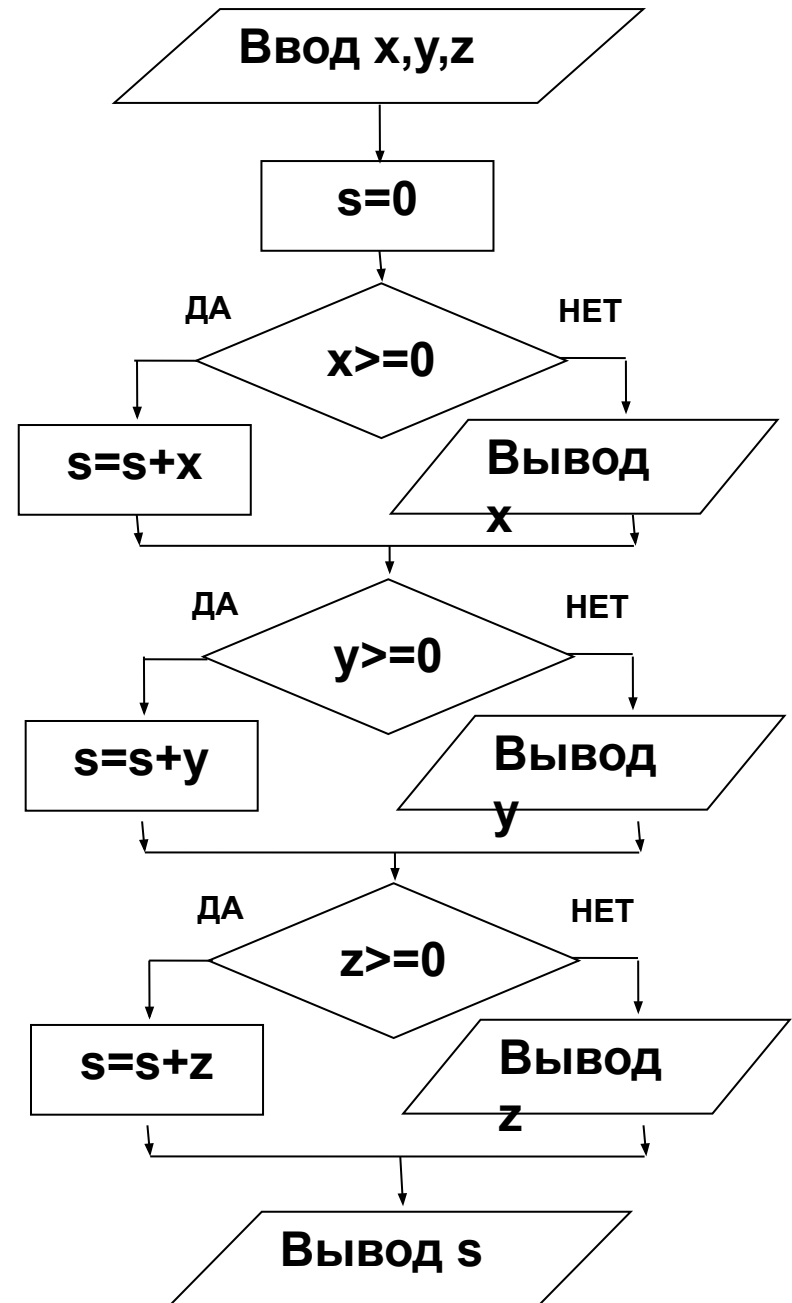 Ввод x,y,z
s=0
ДА
НЕТ
x>=0
s=s+x
Вывод
x
ДА
НЕТ
y>=0
s=s+y
Вывод
y
ДА
НЕТ
z>=0
s=s+z
Вывод
z
Вывод s